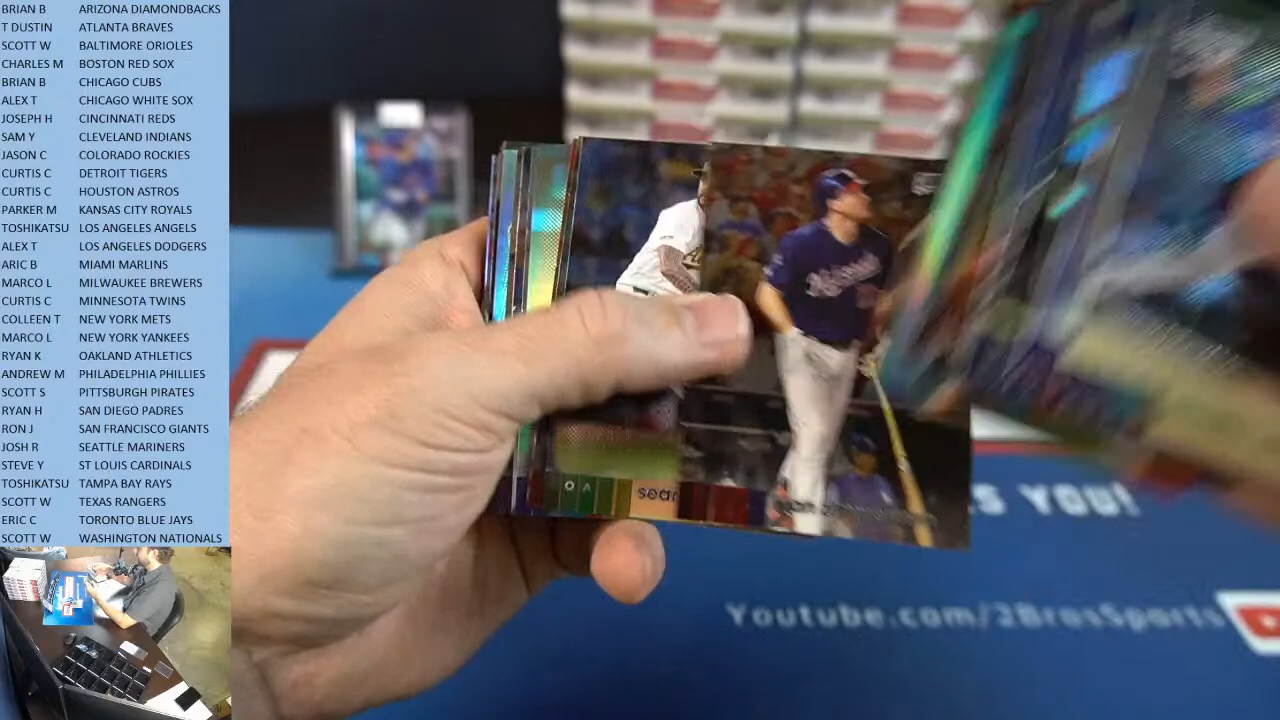 BRIAN B ARIZONA DIAMONDBACKS
T DUSTIN ATLANTA BRAVES
SCOTT W BALTIMORE ORIOLES
CHARLES M BOSTON RED SOX
BRIAN B CHICAGO CUBS
ALEX T CHICAGO WHITE SOX
JOSEPH H CINCINNATI REDS
SAM Y CLEVELAND INDIANS
JASON C COLORADO ROCKIES
CURTIS C DETROIT TIGERS
CURTIS C HOUSTON ASTROS
PARKER M KANSAS CITY ROYALS
TOSHIKATSU LOS ANGELES ANGELS
ALEX T LOS ANGELES DODGERS
ARIC B MIAMI MARLINS
MARCO L MILWAUKEE BREWERS
CURTIS C MINNESOTA TWINS
COLLEEN T NEW YORK METS
MARCO L NEW YORK YANKEES
RYAN K OAKLAND ATHLETICS
ANDREW M PHILADELPHIA PHILLIES
SCOTT S PITTSBURGH PIRATES
RYAN H SAN DIEGO PADRES
RON J SAN FRANCISCO GIANTS
JOSH R SEATTLE MARINERS
STEVE Y ST LOUIS CARDINALS
TOSHIKATSU TAMPA BAY RAYS
SCOTT W TEXAS RANGERS
ERIC C TORONTO BLUE JAYS
SCOTT W WASHINGTON NATIONALS
Nationals
OA
sean
S YOU!
Youtube.com/2BrosSports